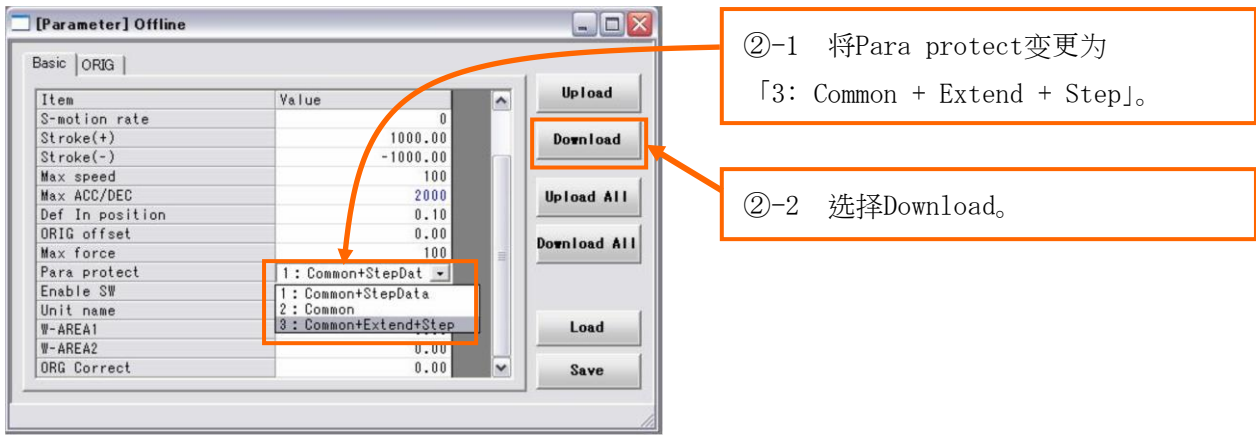 [Parameter] Offline
Basic ORIG
Item Value
S-motion rate 0
Stroke(+) 1000.00
Stroke(-) -1000.00
Max speed 100
Max ACC/DEC 2000
Def In position 0.10
ORIG offset 0.00
Max force 100
Para protect 1：Common+StepDat
Enable SW 1：Common+StepData
Unit name 2：Common
W-AREA1 3：Common+Extend+Step
W-AREA2 0.00
ORG Correct 0.00
Upload
Download
Upload All
Download All
Load
Save
②-1 将Para protect变更为
「3：Common + Extend + Step」。
②-2 选择Download。